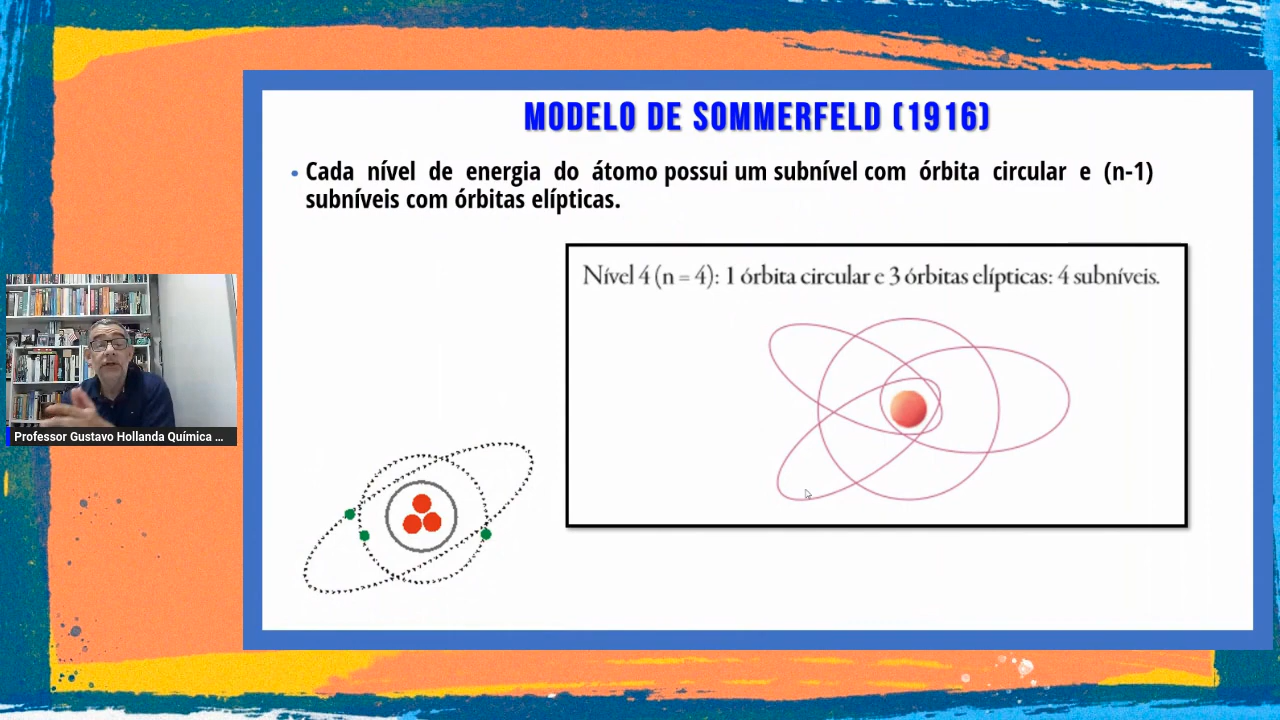 MODELO DE SOMMERFELD (1916)
• Cada nível de energia do átomo possui um subnível com órbita circular e (n-1)
subníveis com órbitas elípticas.
Nível 4 (n = 4): 1 órbita circular e 3 órbitas elípticas: 4 subníveis.
Professor Gustavo Hollanda Química ...